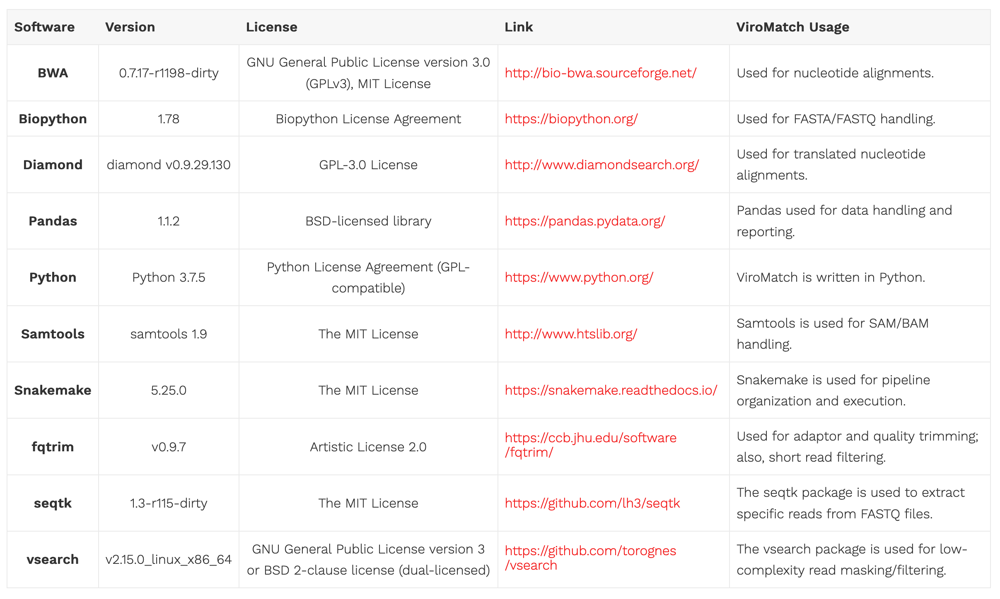 Software Version License Link ViroMatch Usage
BWA 0.7.17-r1198-dirty GNU General Public License version 3.0
(GPLv3), MIT License http://bio-bwa.sourceforge.net/ Used for nucleotide alignments.
Biopython 1.78 Biopython License Agreement https://biopython.org/ Used for FASTA/FASTQ handling.
Diamond diamond v0.9.29.130 GPL-3.0 License http://www.diamondsearch.org/ Used for translated nucleotide
alignments.
Pandas 1.1.2 BSD-licensed library https://pandas.pydata.org/ Pandas used for data handling and
reporting.
Python Python 3.7.5 Python License Agreement (GPL-
compatible) https://www.python.org/ ViroMatch is written in Python.
Samtools samtools 1.9 The MIT License http://www.htslib.org/ Samtools is used for SAM/BAM
handling.
Snakemake 5.25.0 The MIT License https://snakemake.readthedocs.io/ Snakemake is used for pipeline
organization and execution.
fqtrim v0.9.7 Artistic License 2.0 https://ccb.jhu.edu/software
/fqtrim/ Used for adaptor and quality trimming;
also, short read filtering.
seqtk 1.3-r115-dirty The MIT License https://github.com/lh3/seqtk The seqtk package is used to extract
specific reads from FASTQ files.
vsearch v2.15.0_linux_x86_64 GNU General Public License version 3
or BSD 2-clause license (dual-licensed) https://github.com/torognes
/vsearch The vsearch package is used for low-
complexity read masking/filtering.